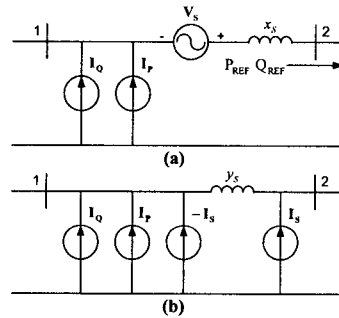 V_S
1 - + x_S 2
I_Q I_P P_REF Q_REF
(a)
1 y_S 2
I_Q I_P -I_S I_S
(b)